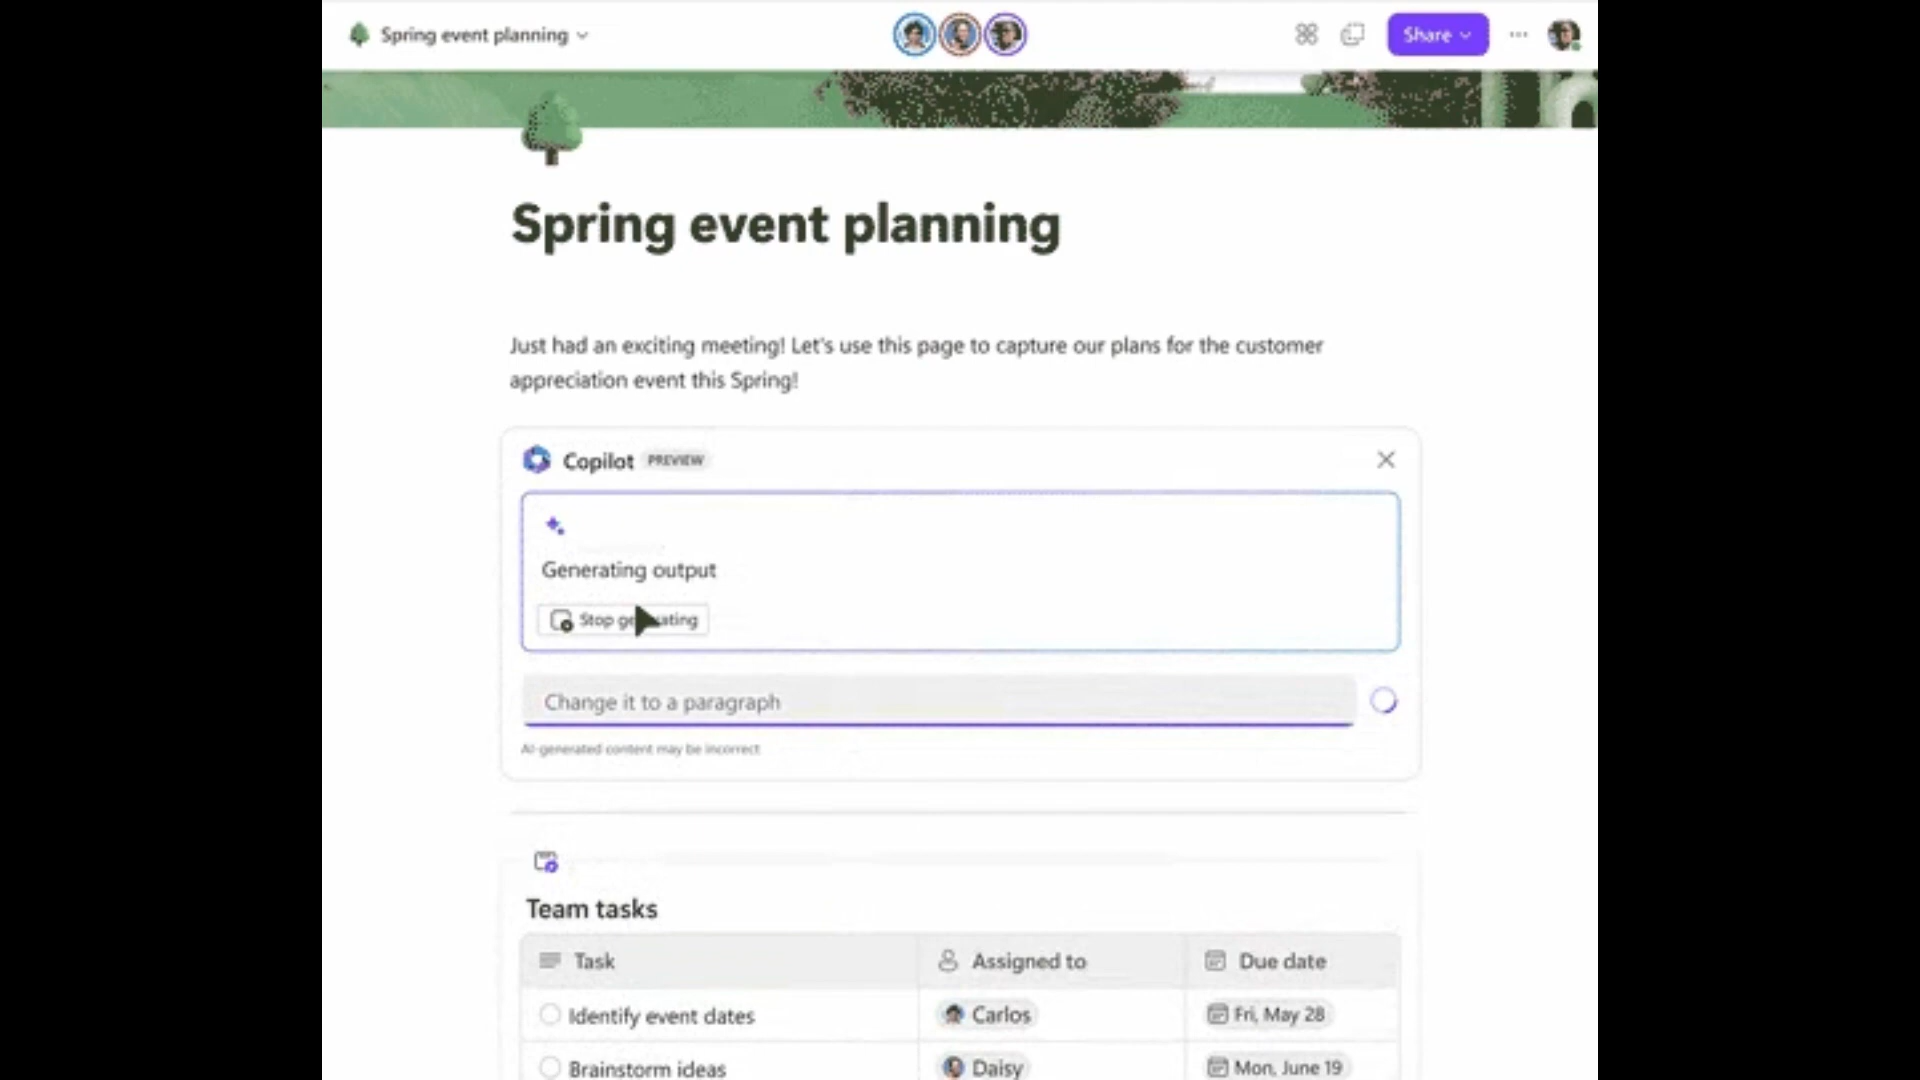 Spring event planning
Share
Spring event planning
Just had an exciting meeting! Let's use this page to capture our plans for the customer
appreciation event this Spring!
Copilot PREVIEW
Generating output
Stop generating
Change it to a paragraph
AI-generated content may be incorrect
Team tasks
Task Assigned to Due date
Identify event dates Carlos Fri, May 28
Brainstorm ideas Daisy Mon, June 19